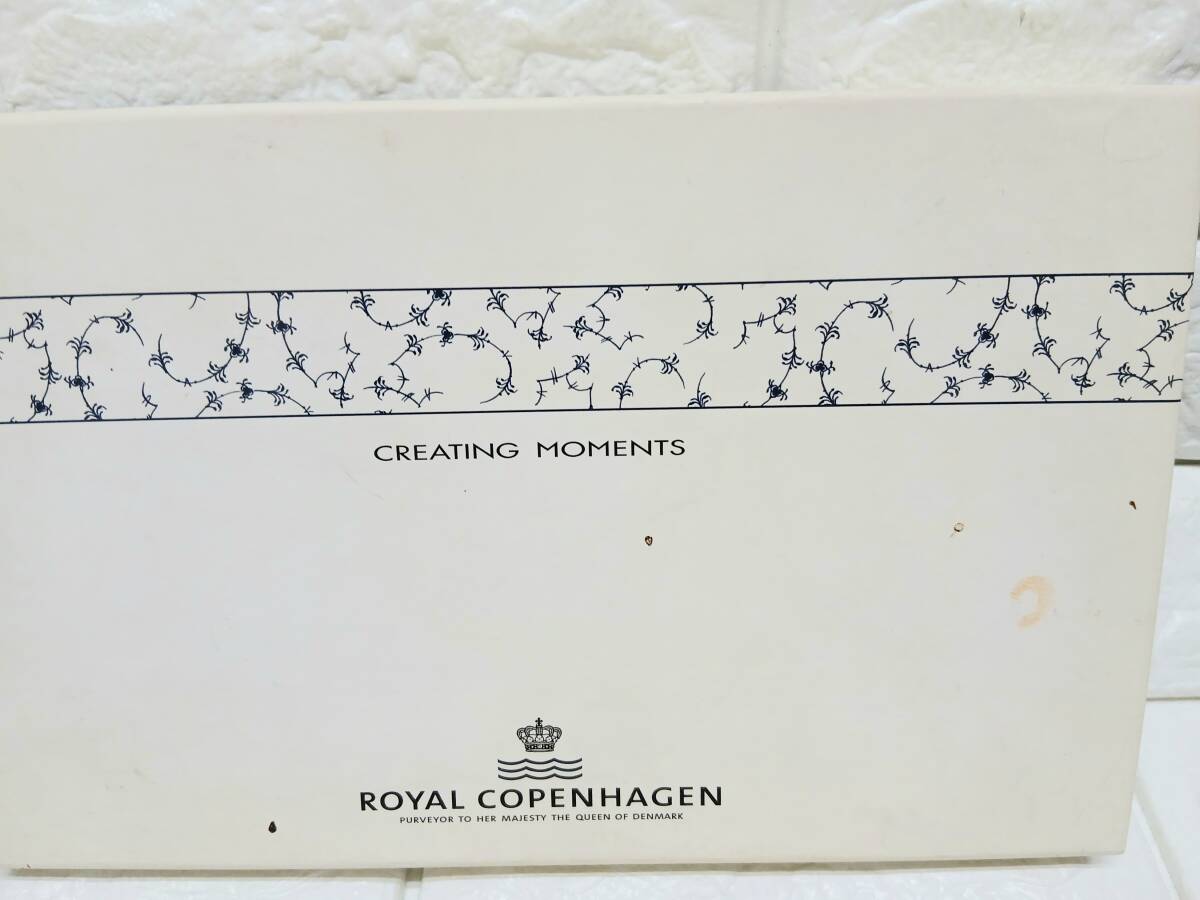 CREATING MOMENTS
ROYAL COPENHAGEN
PURVEYOR TO HER MAJESTY THE QUEEN OF DENMARK